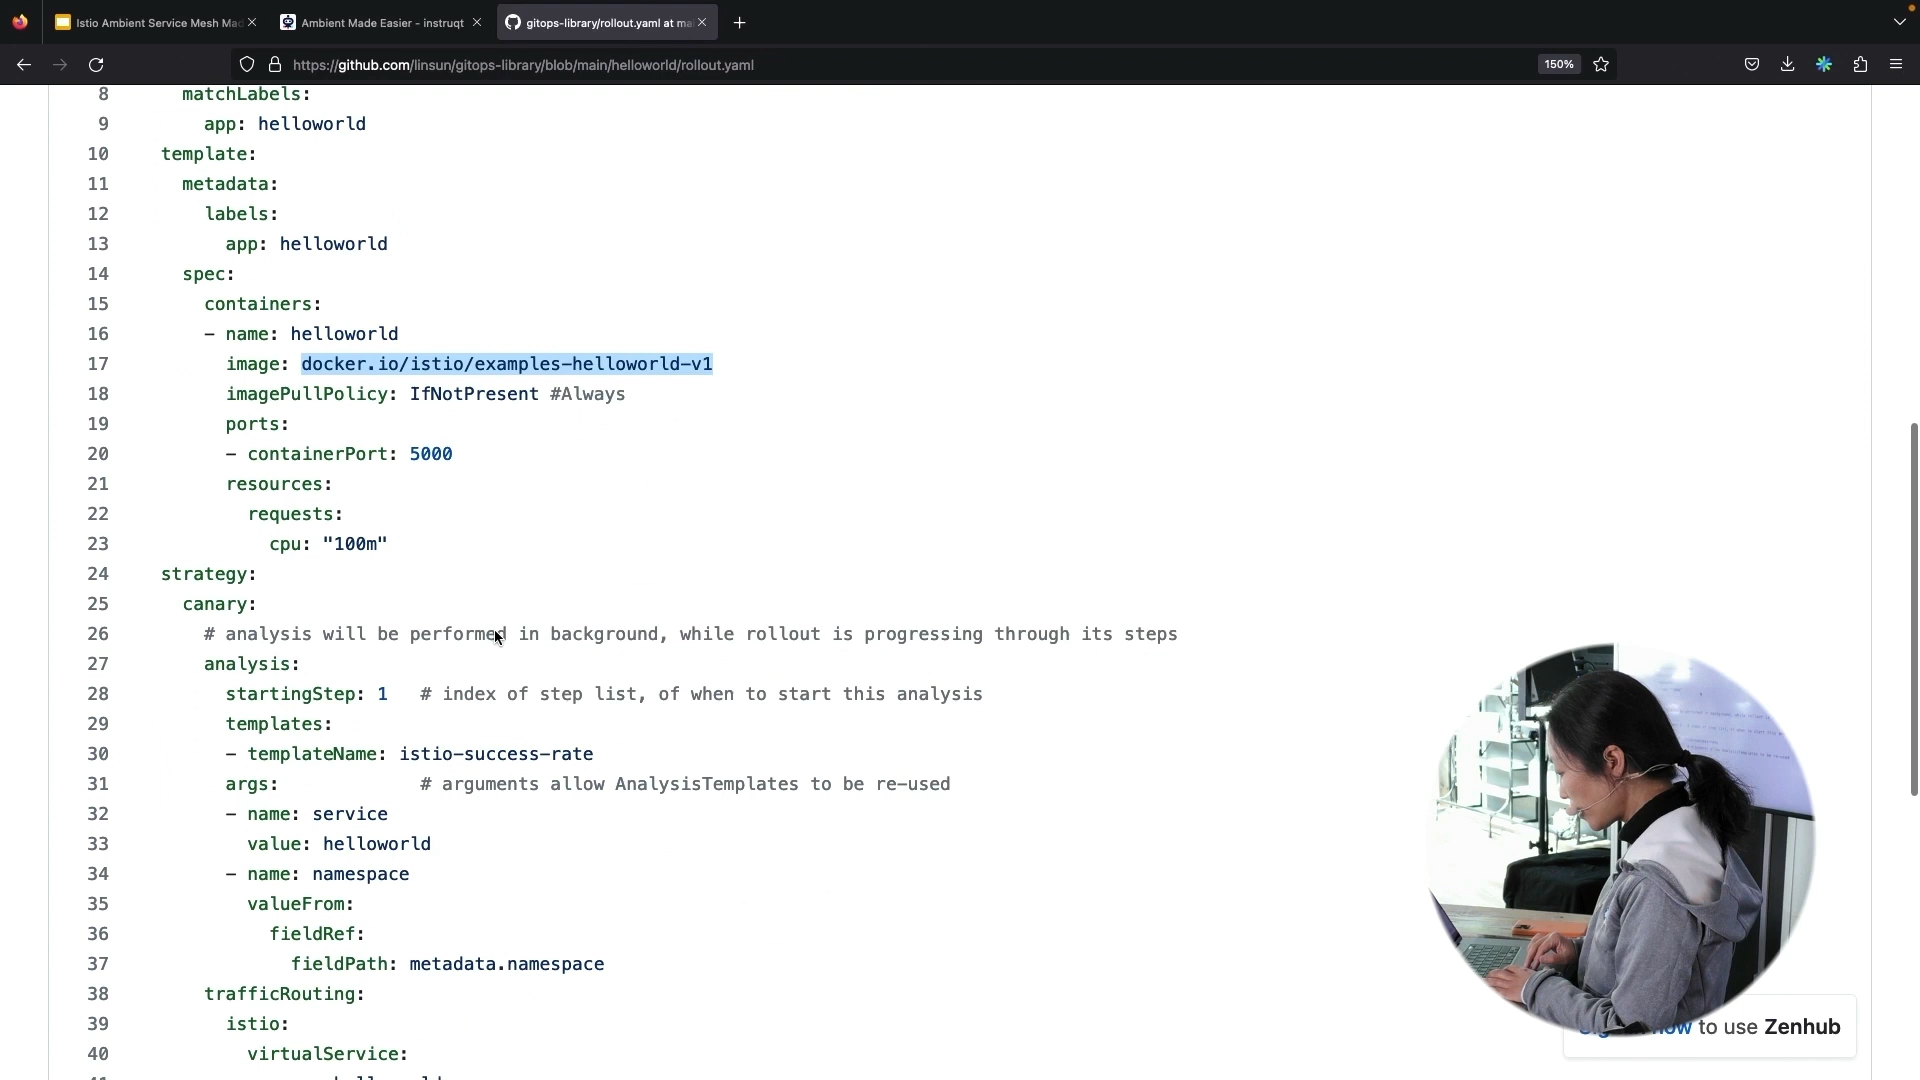 Istio Ambient Service Mesh Mad
Ambient Made Easier - instruqt
gitops-library/rollout.yaml at ma
https://github.com/linsun/gitops-library/blob/main/helloworld/rollout.yaml
150%
8 matchLabels:
9 app: helloworld
10 template:
11 metadata:
12 labels:
13 app: helloworld
14 spec:
15 containers:
16 - name: helloworld
17 image: docker.io/istio/examples-helloworld-v1
18 imagePullPolicy: IfNotPresent #Always
19 ports:
20 - containerPort: 5000
21 resources:
22 requests:
23 cpu: "100m"
24 strategy:
25 canary:
26 # analysis will be performed in background, while rollout is progressing through its steps
27 analysis:
28 startingStep: 1 # index of step list, of when to start this analysis
29 templates:
30 - templateName: istio-success-rate
31 args: # arguments allow AnalysisTemplates to be re-used
32 - name: service
33 value: helloworld
34 - name: namespace
35 valueFrom:
36 fieldRef:
37 fieldPath: metadata.namespace
38 trafficRouting:
39 istio:
40 virtualService:
to use Zenhub